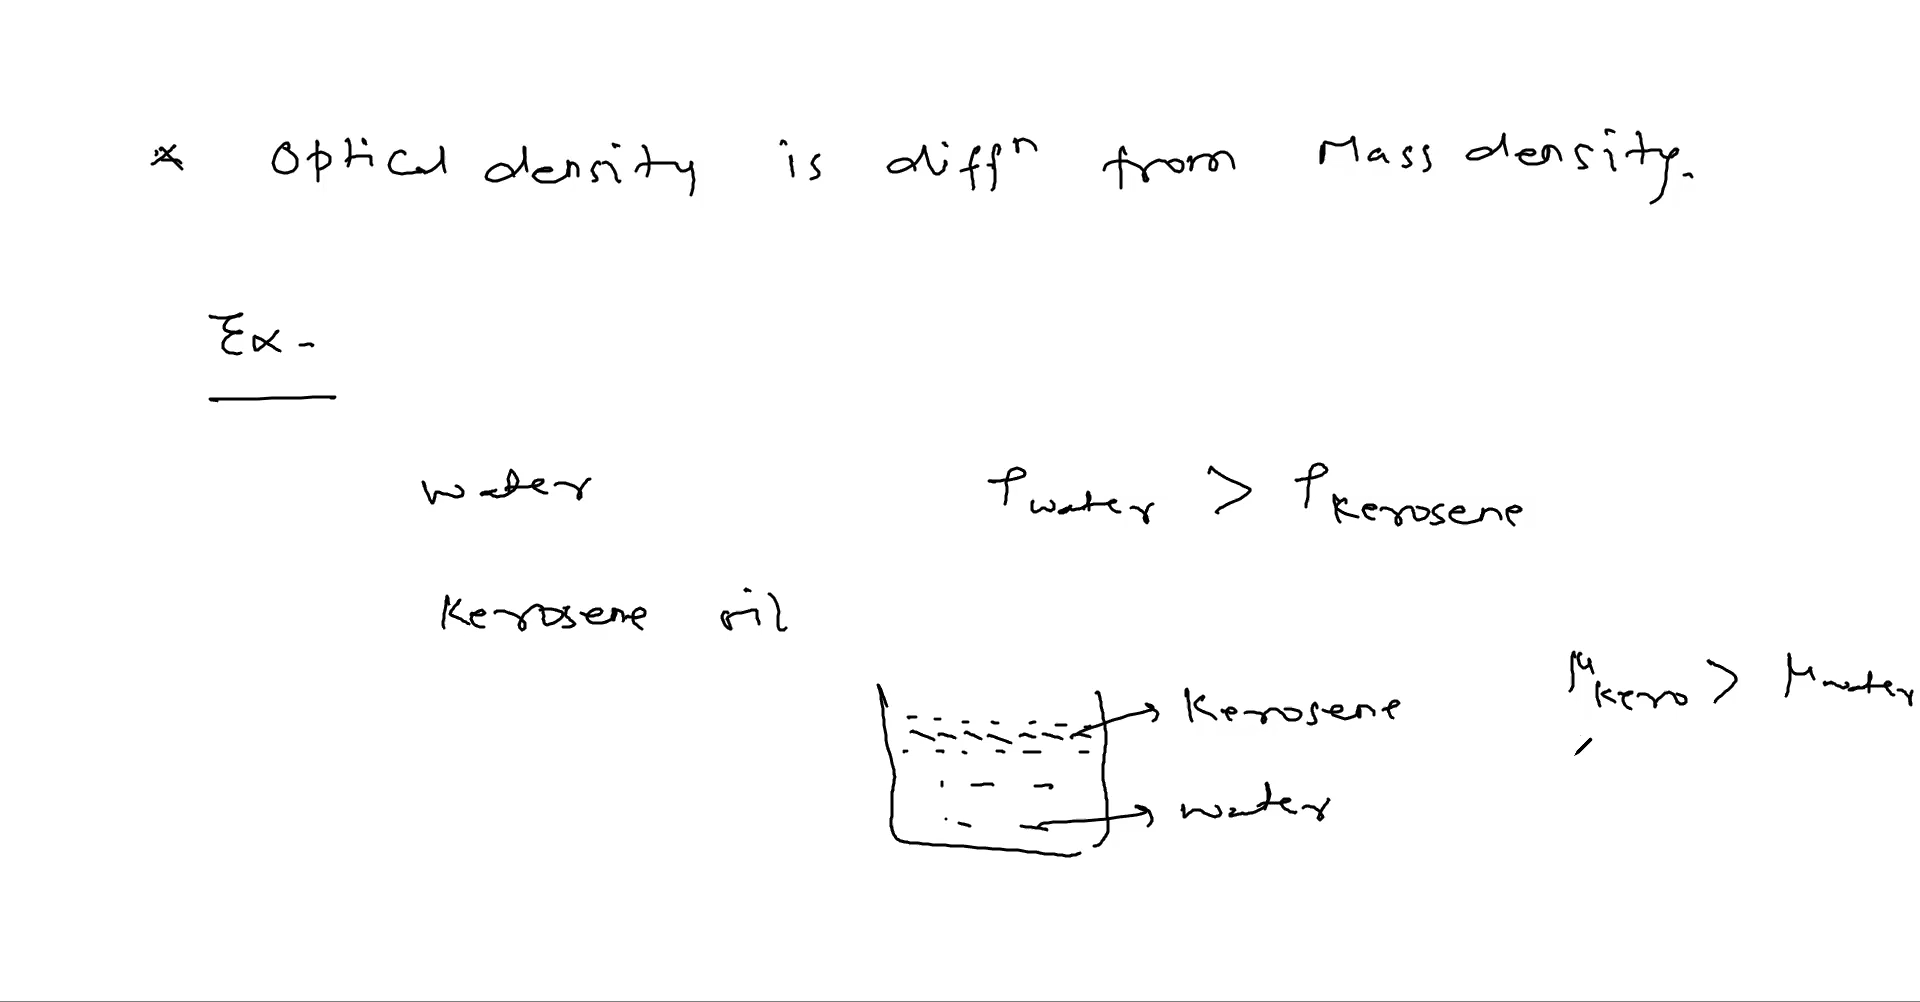 * Optical density is diffⁿ from Mass density.
Ex -
water ρwater > ρKerosene
Kerosene oil
μkero > μwater
Kerosene
water